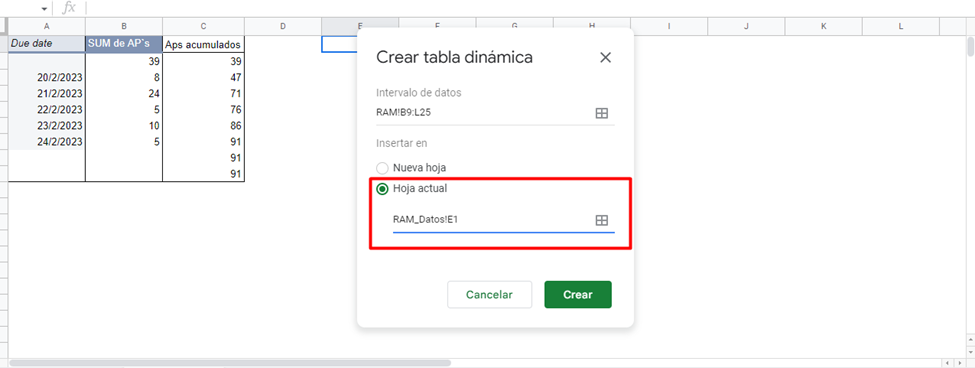 fx
A B C D E F G H I J K L
Due date SUM de AP`s Aps acumulados
39 39
20/2/2023 8 47
21/2/2023 24 71
22/2/2023 5 76
23/2/2023 10 86
24/2/2023 5 91
91
91
Crear tabla dinámica
Intervalo de datos
RAM!B9:L25
Insertar en
Nueva hoja
Hoja actual
RAM_Datos!E1
Cancelar Crear